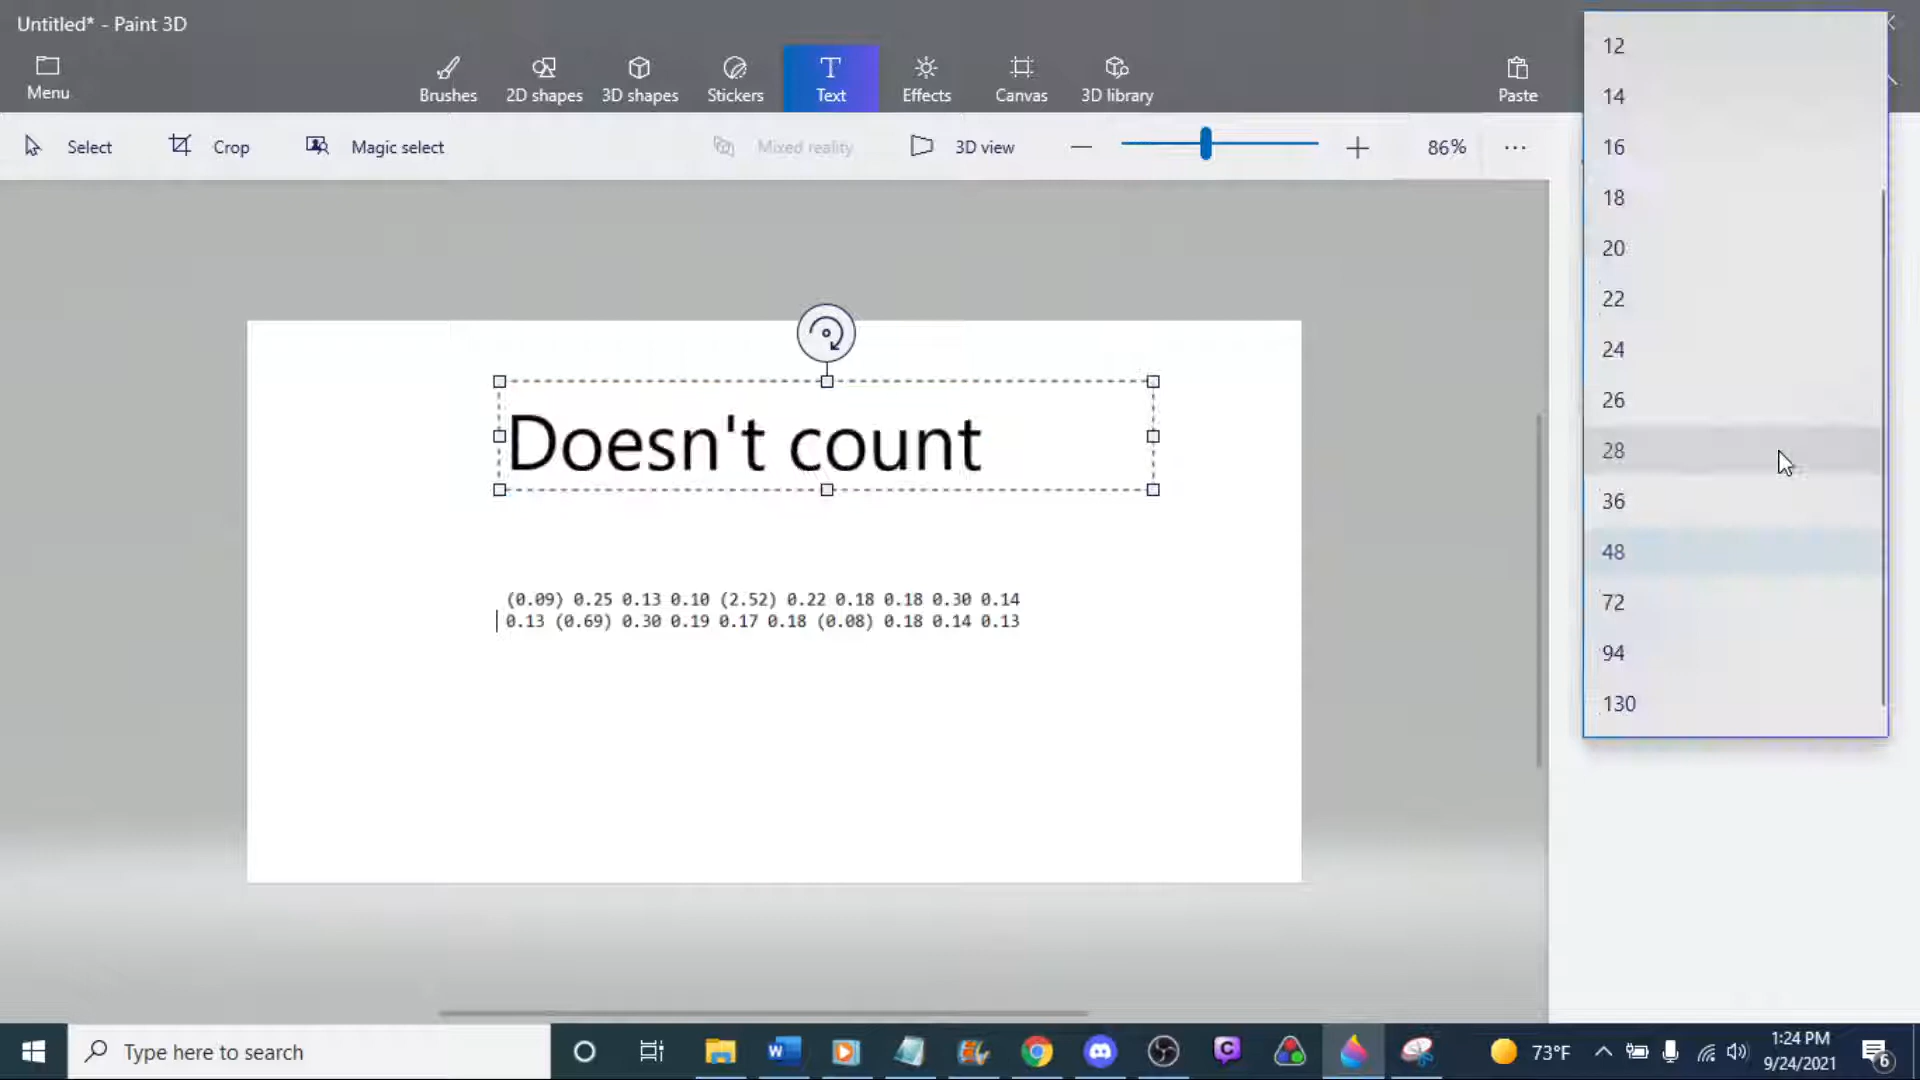 Untitled* - Paint 3D
Menu
Brushes
2D shapes
3D shapes
Stickers
Text
Effects
Canvas
3D library
Paste
Select
Crop
Magic select
Mixed reality
3D view
86%
12
14
16
18
20
22
24
26
28
36
48
72
94
130
Doesn't count
(0.09) 0.25 0.13 0.10 (2.52) 0.22 0.18 0.18 0.30 0.14
0.13 (0.69) 0.30 0.19 0.17 0.18 (0.08) 0.18 0.14 0.13
Type here to search
73°F
1:24 PM
9/24/2021
6